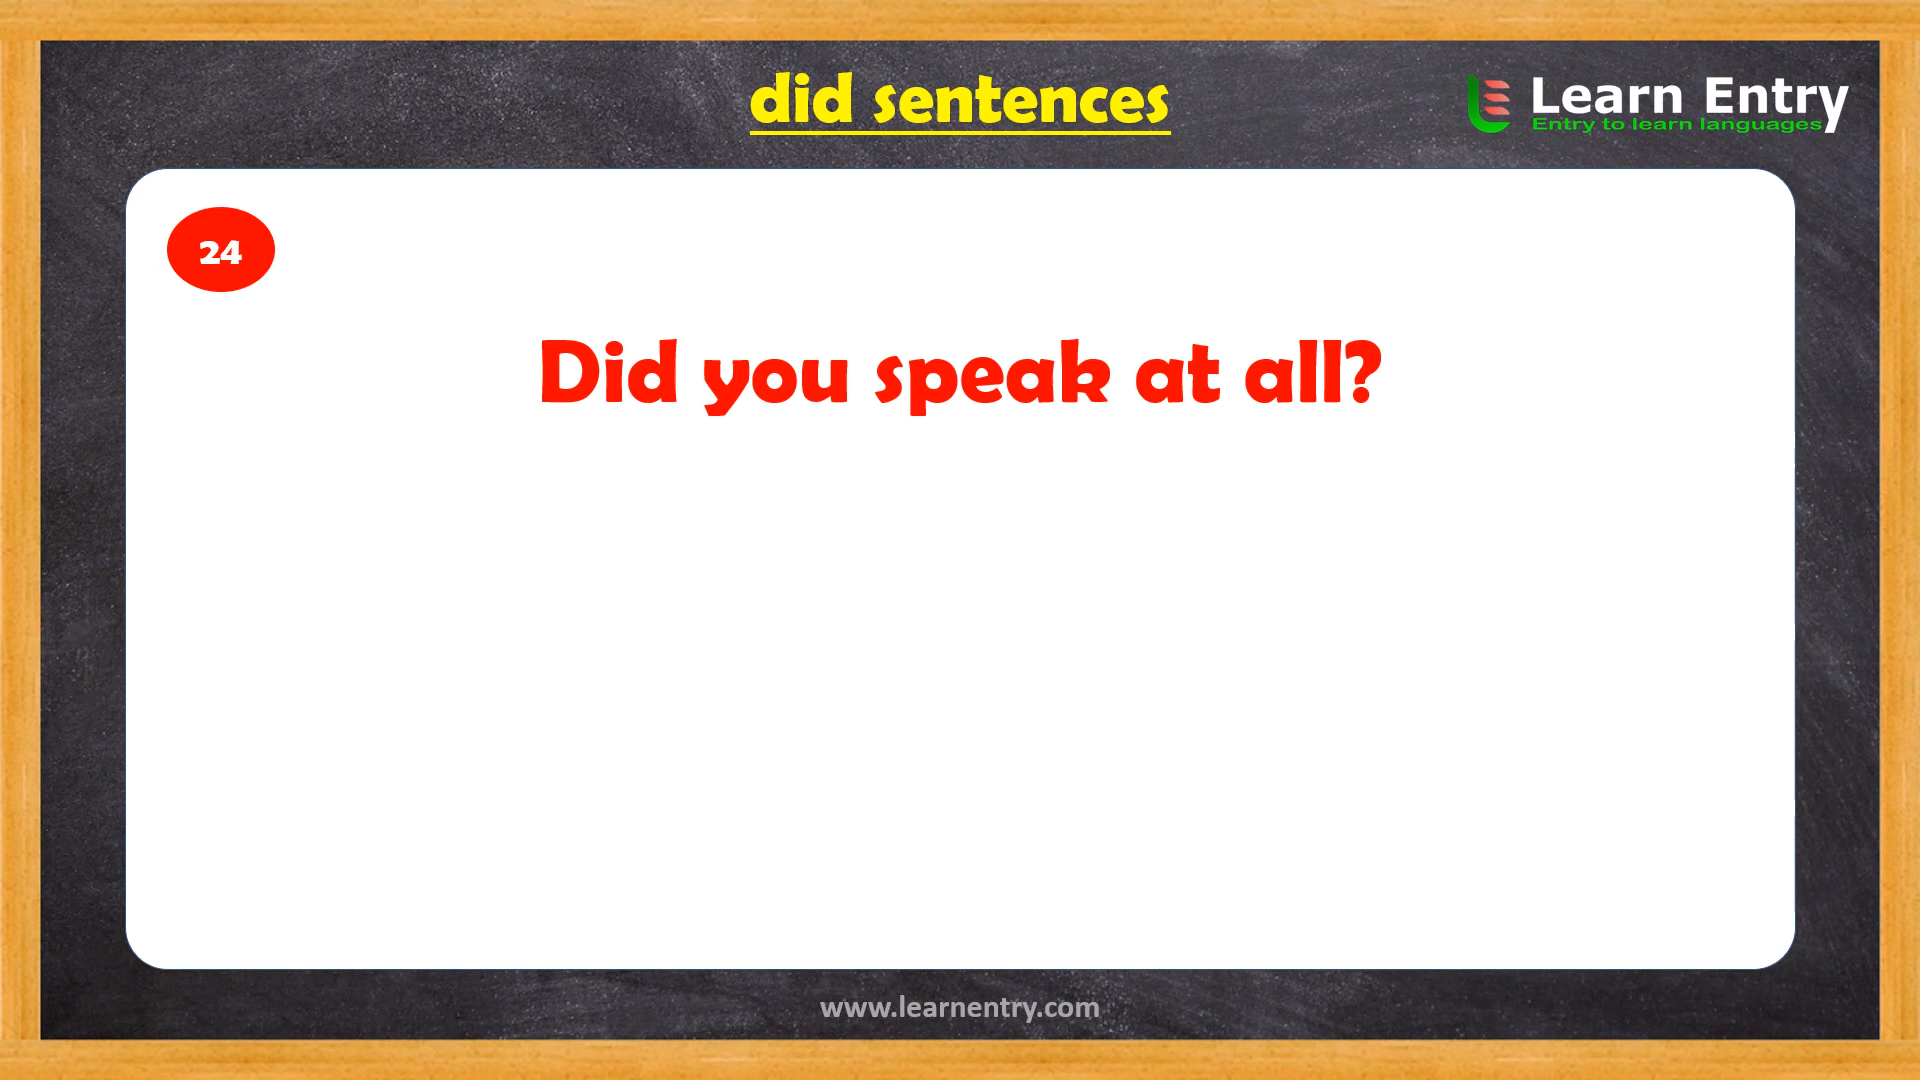 did sentences
Learn Entry
Entry to learn languages
24
Did you speak at all?
www.learnentry.com